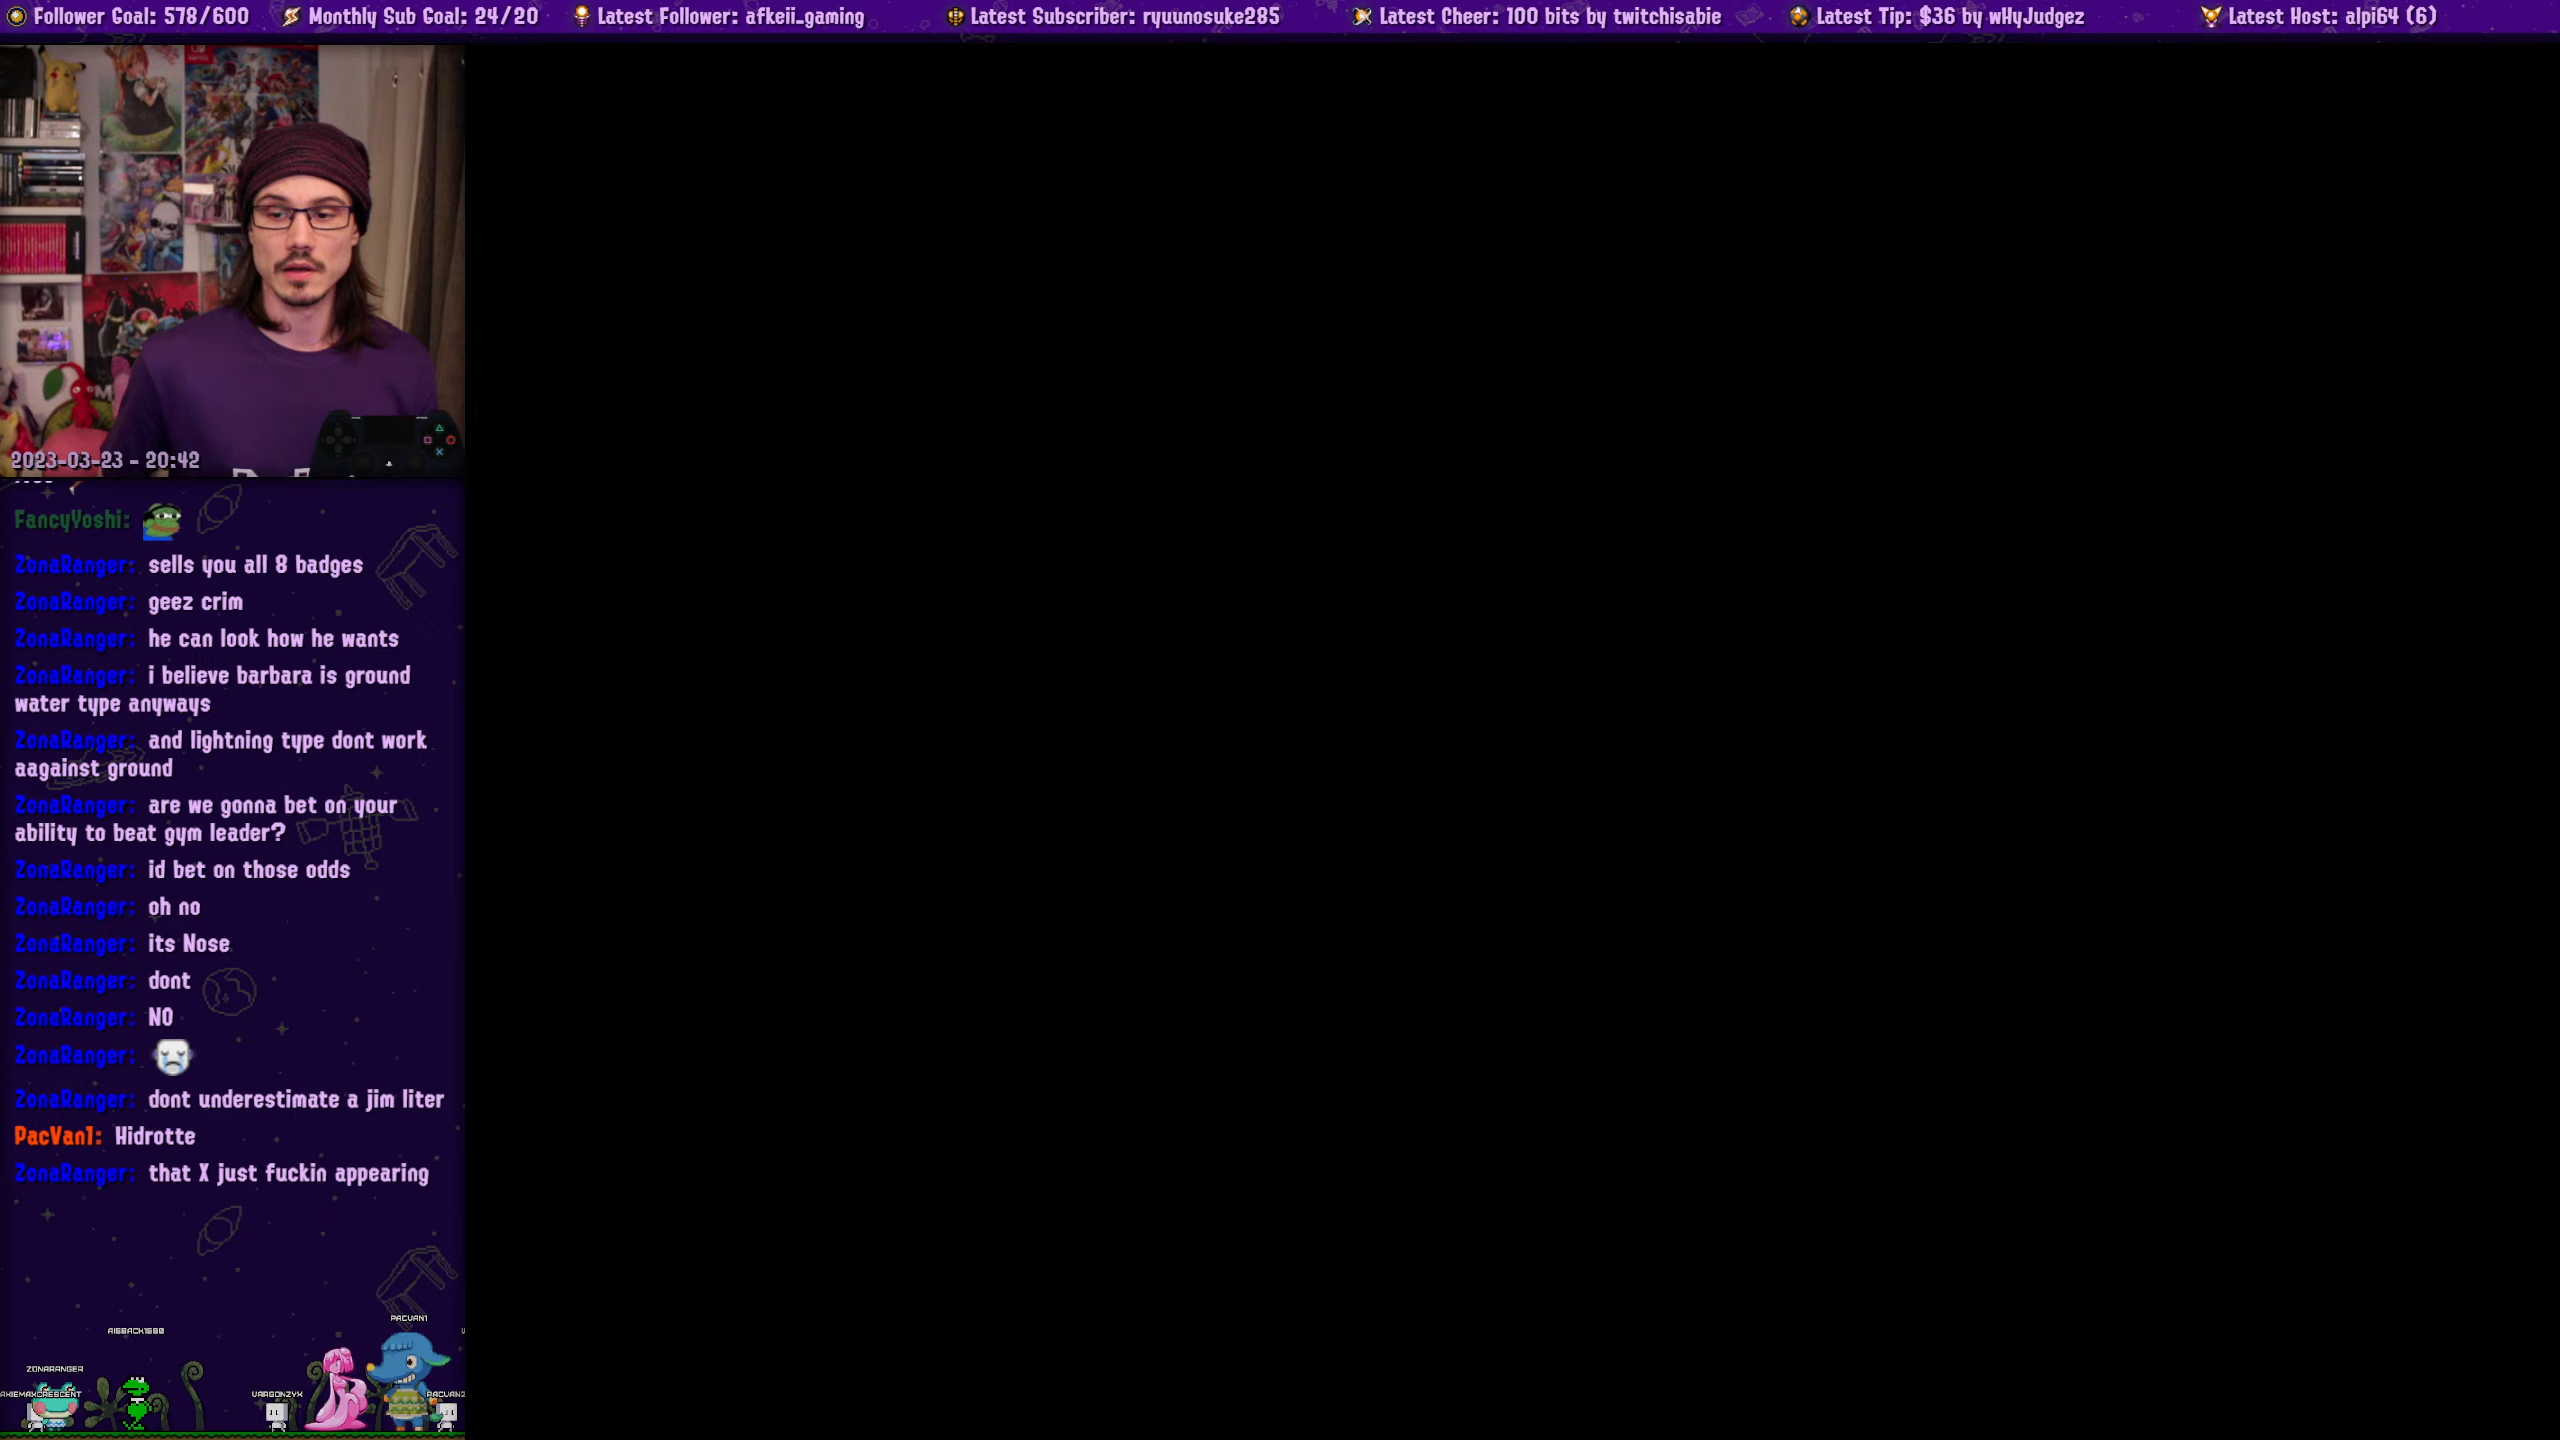 Follower Goal: 578/600 Monthly Sub Goal: 24/20 Latest Follower: afkeii_gaming Latest Subscriber: ryuunosuke285 Latest Cheer: 100 bits by twitchisabie Latest Tip: $36 by wHyJudgez Latest Host: alpi64 (6)
2023-03-23 - 20:42
FancyYoshi:
ZonaRanger: sells you all 8 badges
ZonaRanger: geez crim
ZonaRanger: he can look how he wants
ZonaRanger: i believe barbara is ground
water type anyways
ZonaRanger: and lightning type dont work
aagainst ground
ZonaRanger: are we gonna bet on your
ability to beat gym leader?
ZonaRanger: id bet on those odds
ZonaRanger: oh no
ZonaRanger: its Nose
ZonaRanger: dont
ZonaRanger: NO
ZonaRanger:
ZonaRanger: dont underestimate a jim liter
PacVan1: Hidrotte
ZonaRanger: that X just fuckin appearing
PACVAN1
ZONARANGER
VARGONZYX